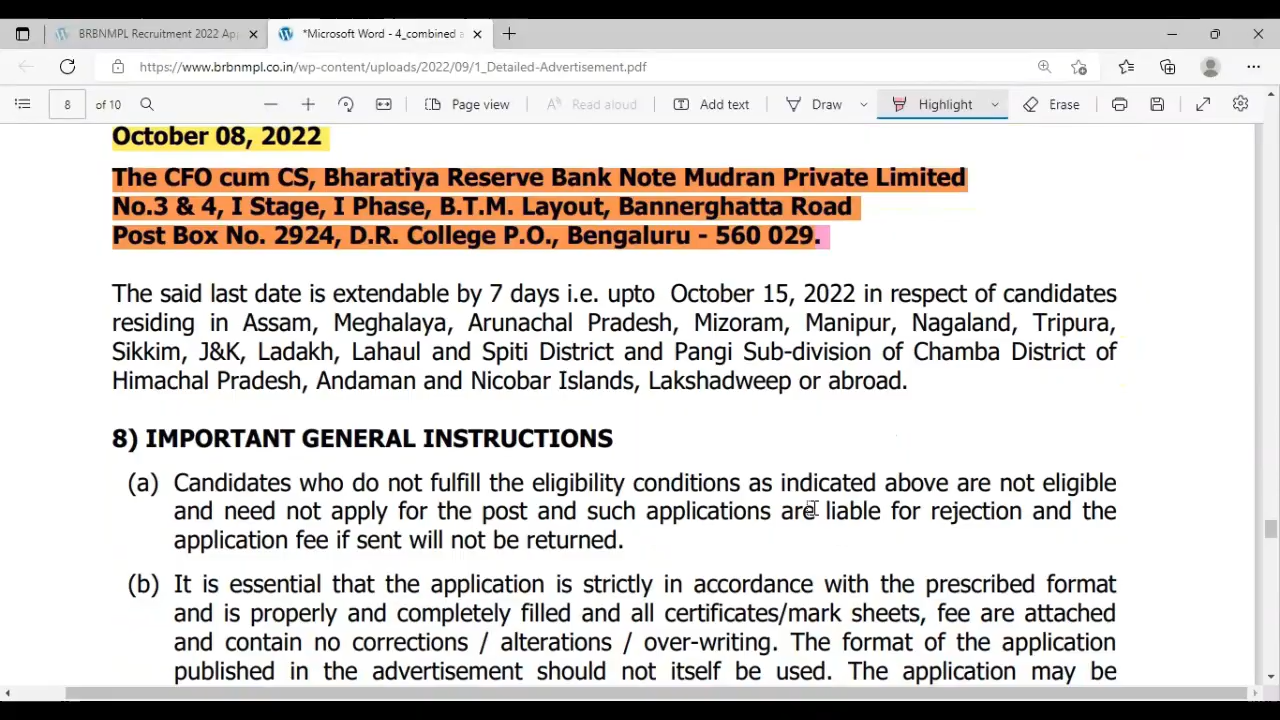 BRBNMPL Recruitment 2022 Ap
*Microsoft Word - 4_combined a
https://www.brbnmpl.co.in/wp-content/uploads/2022/09/1_Detailed-Advertisement.pdf
8 of 10 Page view Read aloud Add text Draw Highlight Erase
October 08, 2022
The CFO cum CS, Bharatiya Reserve Bank Note Mudran Private Limited
No.3 & 4, I Stage, I Phase, B.T.M. Layout, Bannerghatta Road
Post Box No. 2924, D.R. College P.O., Bengaluru - 560 029.
The said last date is extendable by 7 days i.e. upto October 15, 2022 in respect of candidates
residing in Assam, Meghalaya, Arunachal Pradesh, Mizoram, Manipur, Nagaland, Tripura,
Sikkim, J&K, Ladakh, Lahaul and Spiti District and Pangi Sub-division of Chamba District of
Himachal Pradesh, Andaman and Nicobar Islands, Lakshadweep or abroad.
8) IMPORTANT GENERAL INSTRUCTIONS
(a) Candidates who do not fulfill the eligibility conditions as indicated above are not eligible
and need not apply for the post and such applications are liable for rejection and the
application fee if sent will not be returned.
(b) It is essential that the application is strictly in accordance with the prescribed format
and is properly and completely filled and all certificates/mark sheets, fee are attached
and contain no corrections / alterations / over-writing. The format of the application
published in the advertisement should not itself be used. The application may be